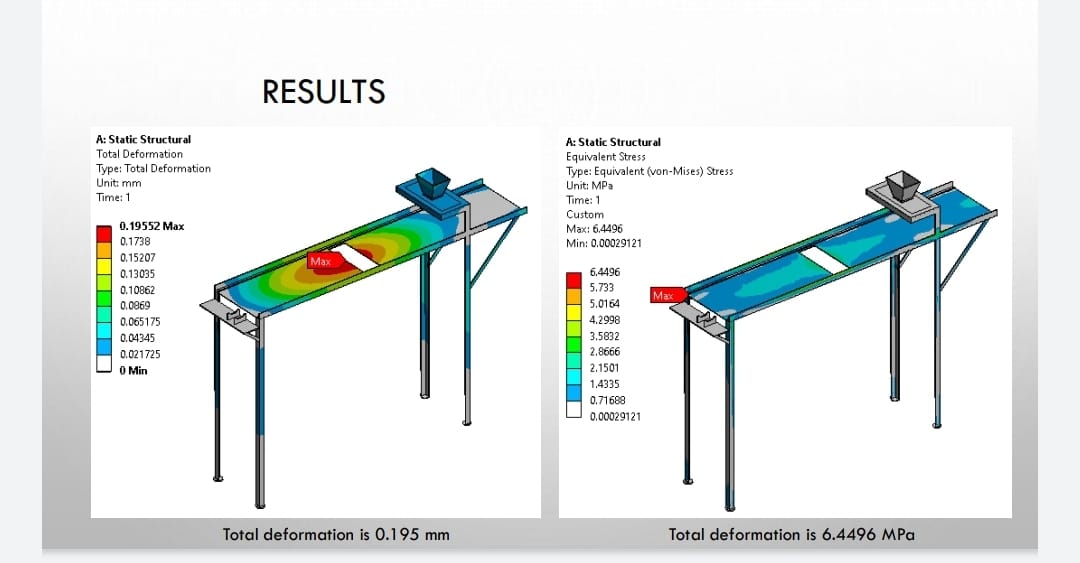 RESULTS
A: Static Structural
Total Deformation
Type: Total Deformation
Unit: mm
Time: 1
0.19552 Max
0.1738
0.15207
0.13035
0.10862
0.0869
0.065175
0.04345
0.021725
0 Min
Max
Total deformation is 0.195 mm
A: Static Structural
Equivalent Stress
Type: Equivalent (von-Mises) Stress
Unit: MPa
Time: 1
Custom
Max: 6.4496
Min: 0.00029121
6.4496
5.733
5.0164
4.2998
3.5832
2.8666
2.1501
1.4335
0.71688
0.00029121
Max
Total deformation is 6.4496 MPa